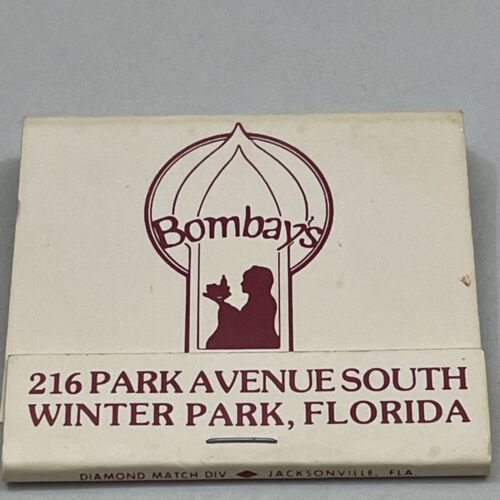 Bombay's
216 PARK AVENUE SOUTH
WINTER PARK, FLORIDA
DIAMOND MATCH DIV ◆ JACKSONVILLE, FLA